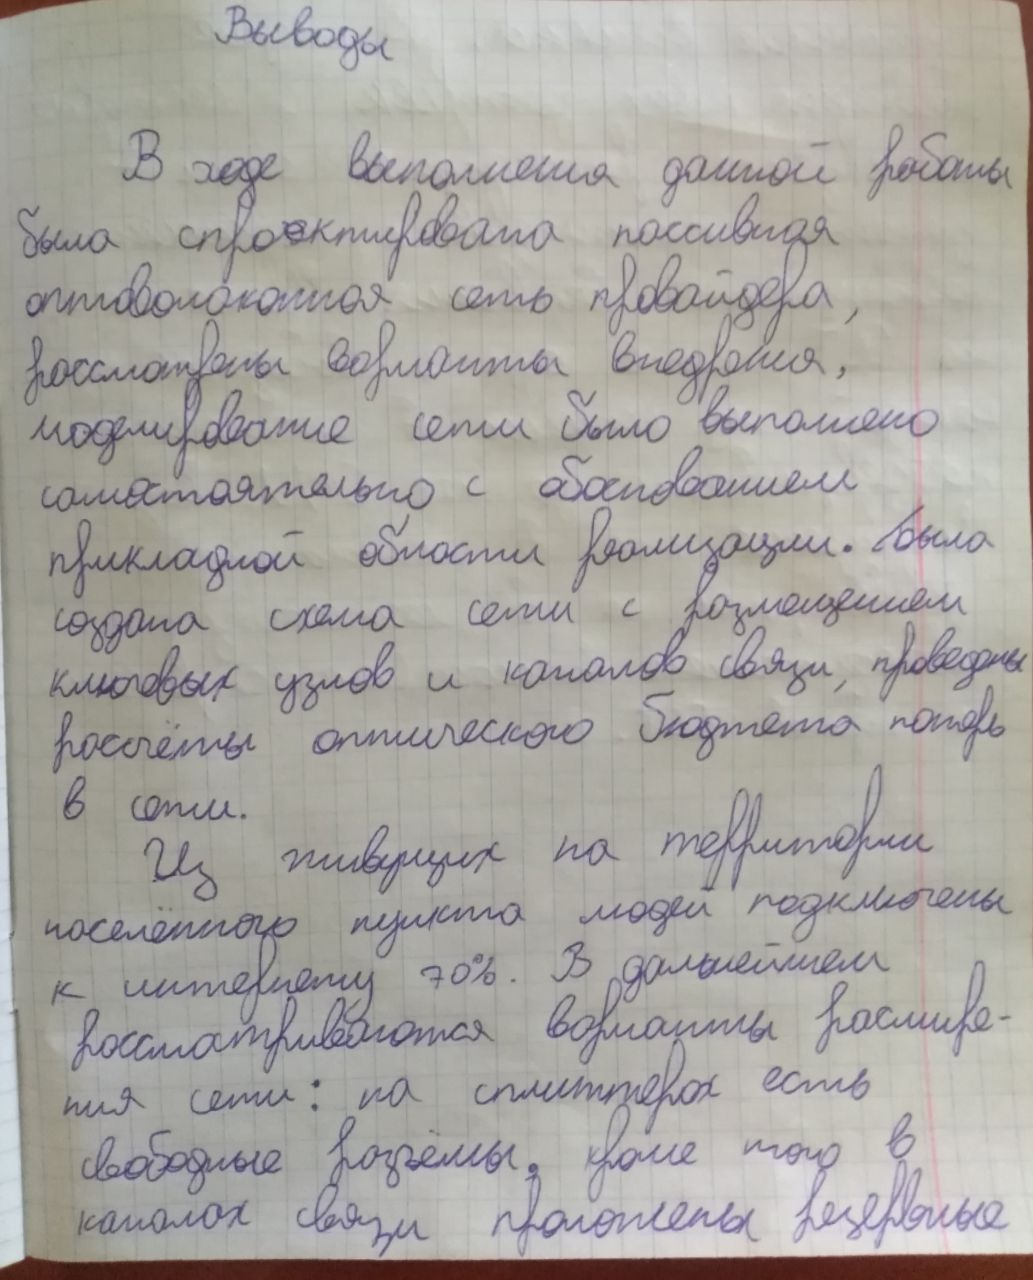 Выводы
В ходе выполнения данной работы
была спроектирована пассивная
оптоволоконная сеть провайдера,
рассмотрены варианты внедрения,
моделирование сети было выполнено
самостоятельно с обоснованием
прикладной области реализации. Была
создана схема сети с размещением
ключевых узлов и каналов связи, проведены
рассчёты оптического бюджета потерь
в сети.
Из живущих на территории
населённого пункта людей подключены
к интернету 70%. В дальнейшем
рассматриваются варианты расшире-
ния сети: на сплиттерах есть
свободные разъёмы, кроме того в
каналах связи проложены резервные